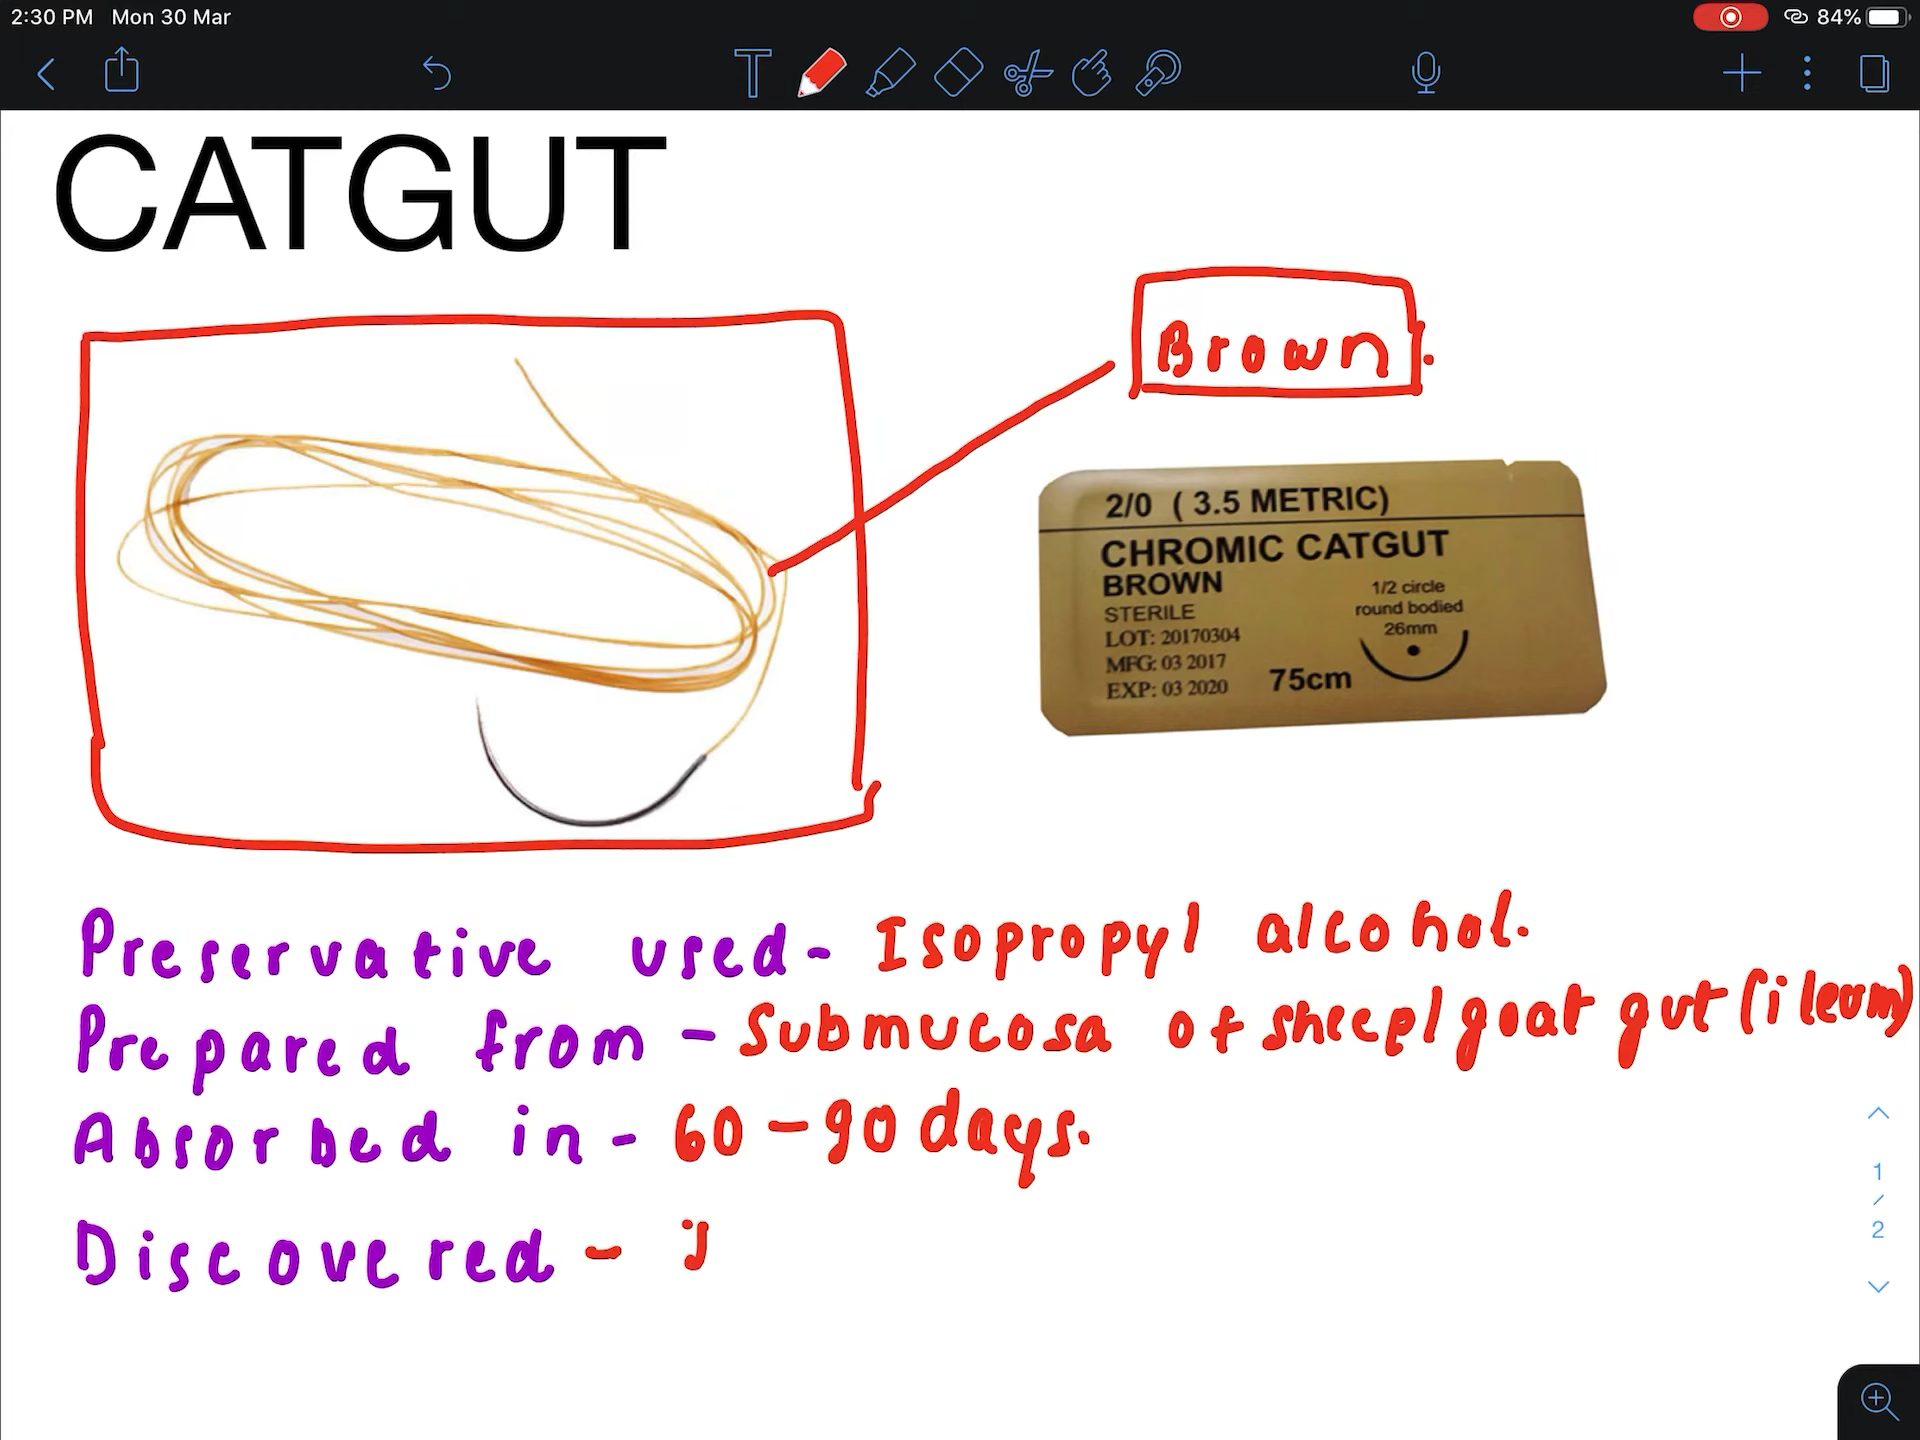 2:30 PM Mon 30 Mar
84%
T
CATGUT
Brown.
2/0 ( 3.5 METRIC)
CHROMIC CATGUT
BROWN
1/2 circle
STERILE
round bodied
LOT: 20170304
26mm
MFG: 03 2017
EXP: 03 2020
75cm
Preservative used- Isopropyl alcohol.
Prepared from - Submucosa of sheep/goat gut (ileum)
Absorbed in - 60-90 days.
Discovered -
1
/
2